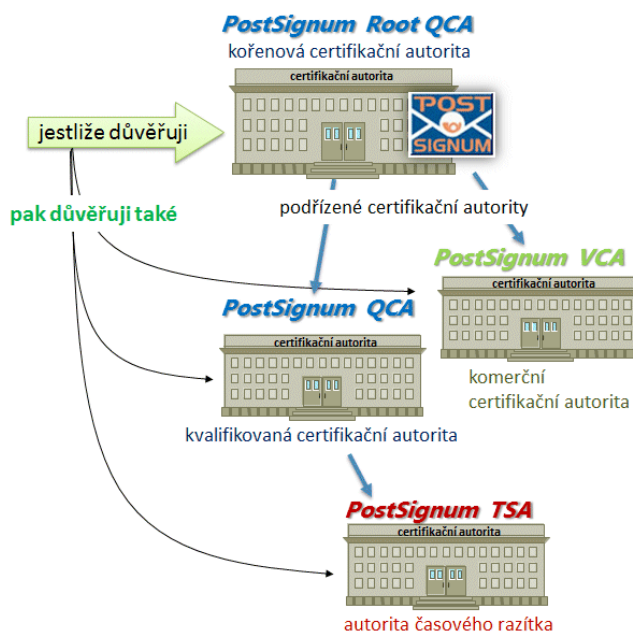 PostSignum Root QCA
kořenová certifikační autorita
certifikační autorita
POST
SIGNUM
jestliže důvěřuji
pak důvěřuji také
podřízené certifikační autority
PostSignum VCA
certifikační autorita
komerční
certifikační autorita
PostSignum QCA
certifikační autorita
kvalifikovaná certifikační autorita
PostSignum TSA
certifikační autorita
autorita časového razítka